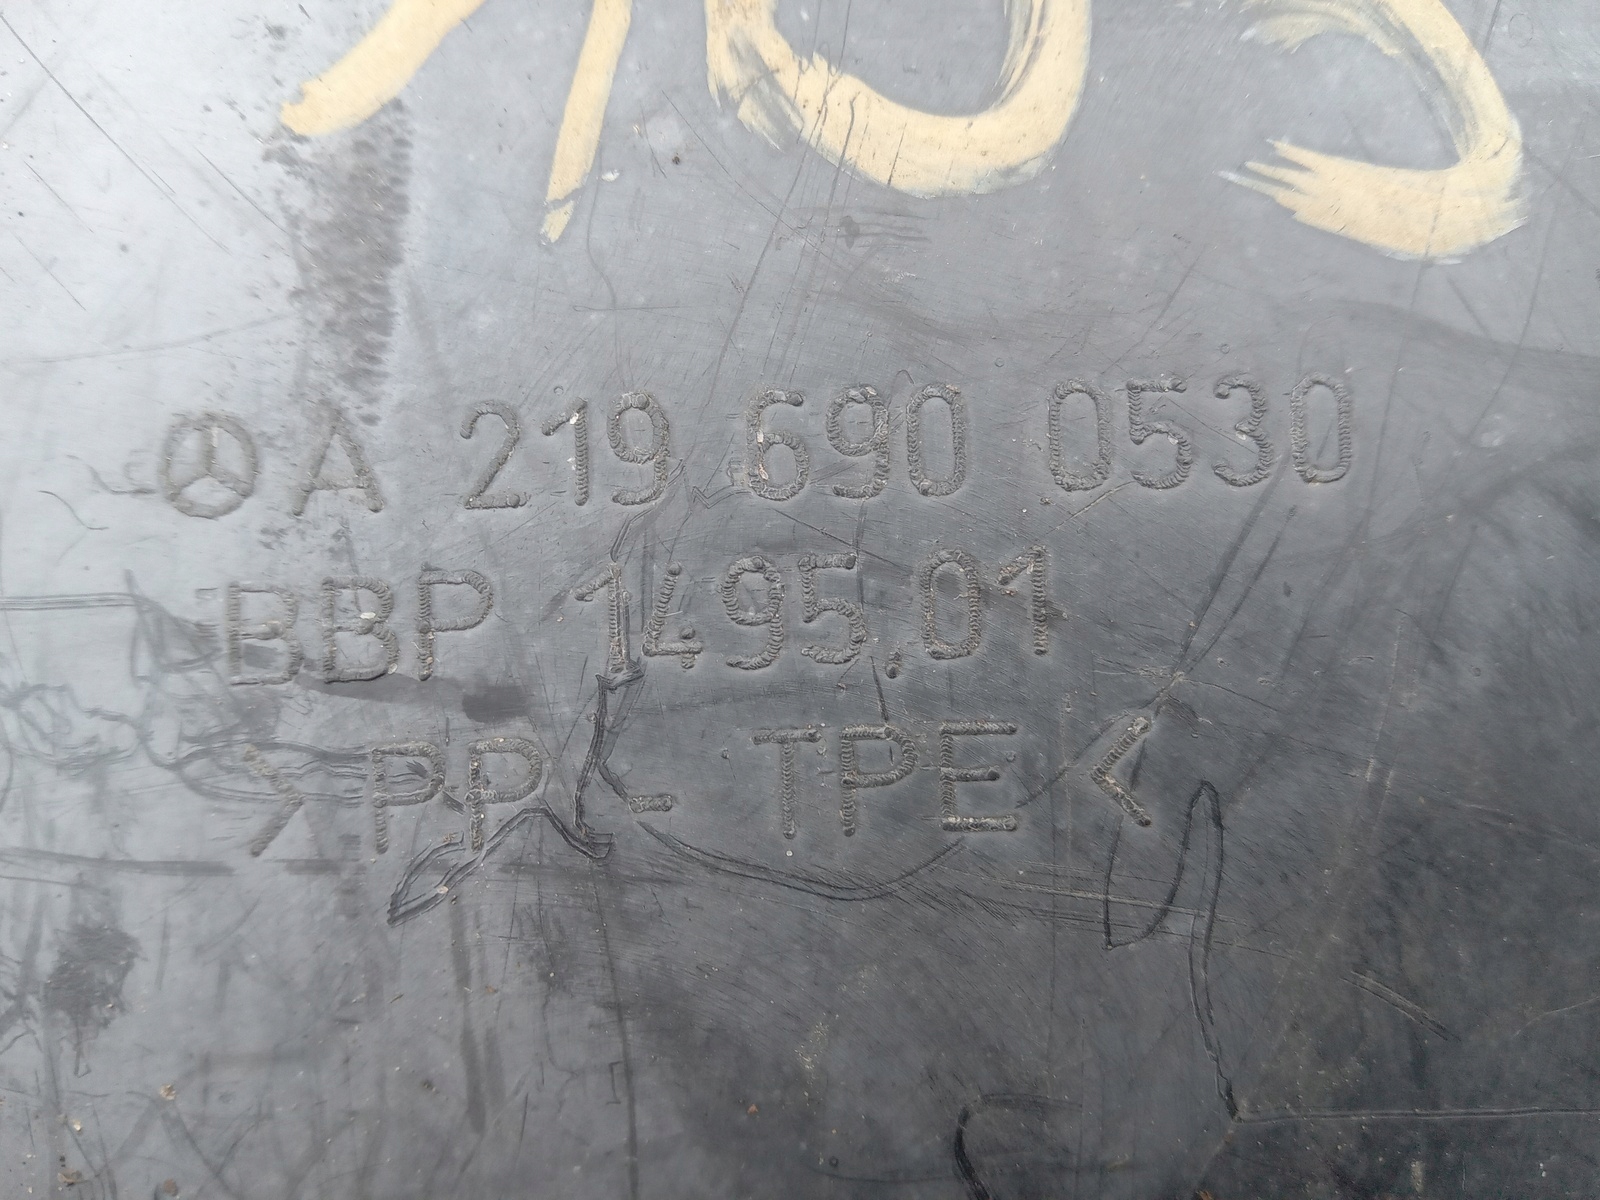 A 219 690 0530
BBP 1495.01
>PP - TPE<